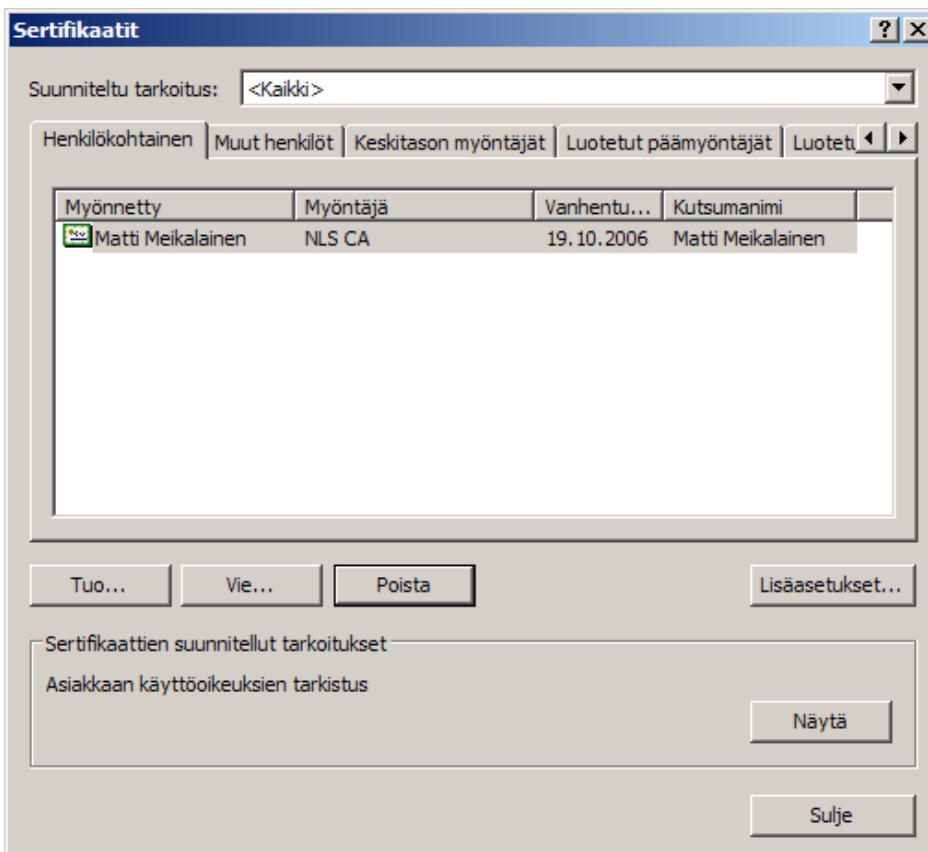 Sertifikaatit
Suunniteltu tarkoitus: <Kaikki>
Henkilökohtainen Muut henkilöt Keskitason myöntäjät Luotetut päämyöntäjät Luotetu
Myönnetty Myöntäjä Vanhentu... Kutsumanimi
Matti Meikalainen NLS CA 19.10.2006 Matti Meikalainen
Tuo... Vie... Poista Lisäasetukset...
Sertifikaattien suunnitellut tarkoitukset
Asiakkaan käyttöoikeuksien tarkistus
Näytä
Sulje